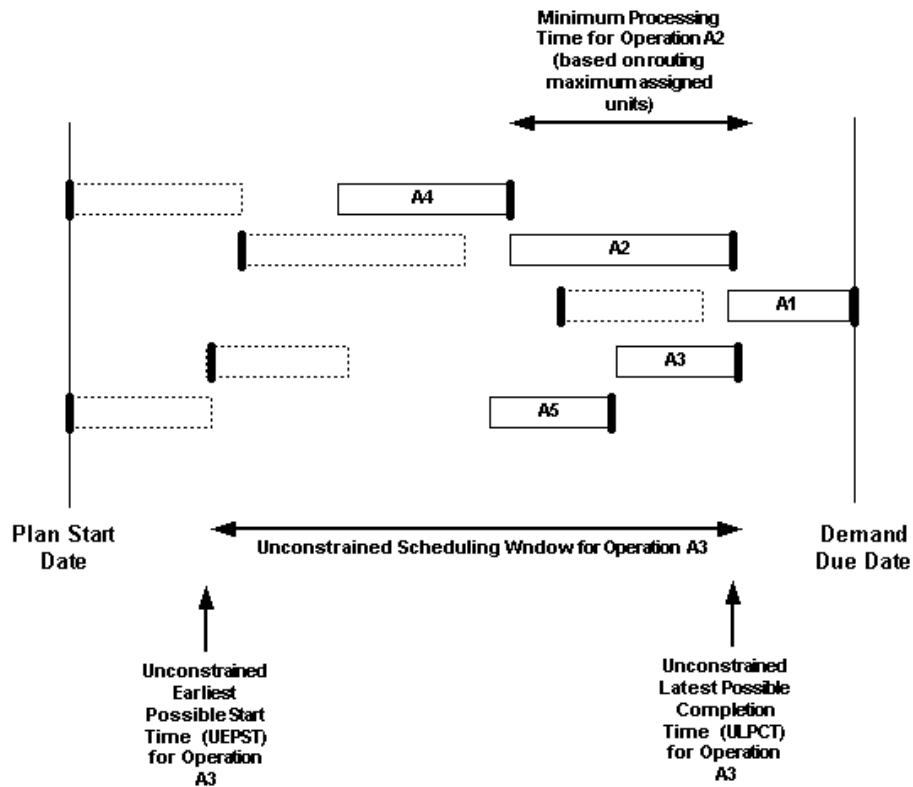 Minimum Processing
Time for Operation A2
(based on routing
maximum assigned
units)
A4
A2
A1
A3
A5
Plan Start
Date
Unconstrained Scheduling Wndow for Operation A3
Demand
Due Date
Unconstrained
Earliest
Possible Start
Time (UEPST)
for Operation
A3
Unconstrained
Latest Possible
Completion
Time (ULPCT)
for Operation
A3